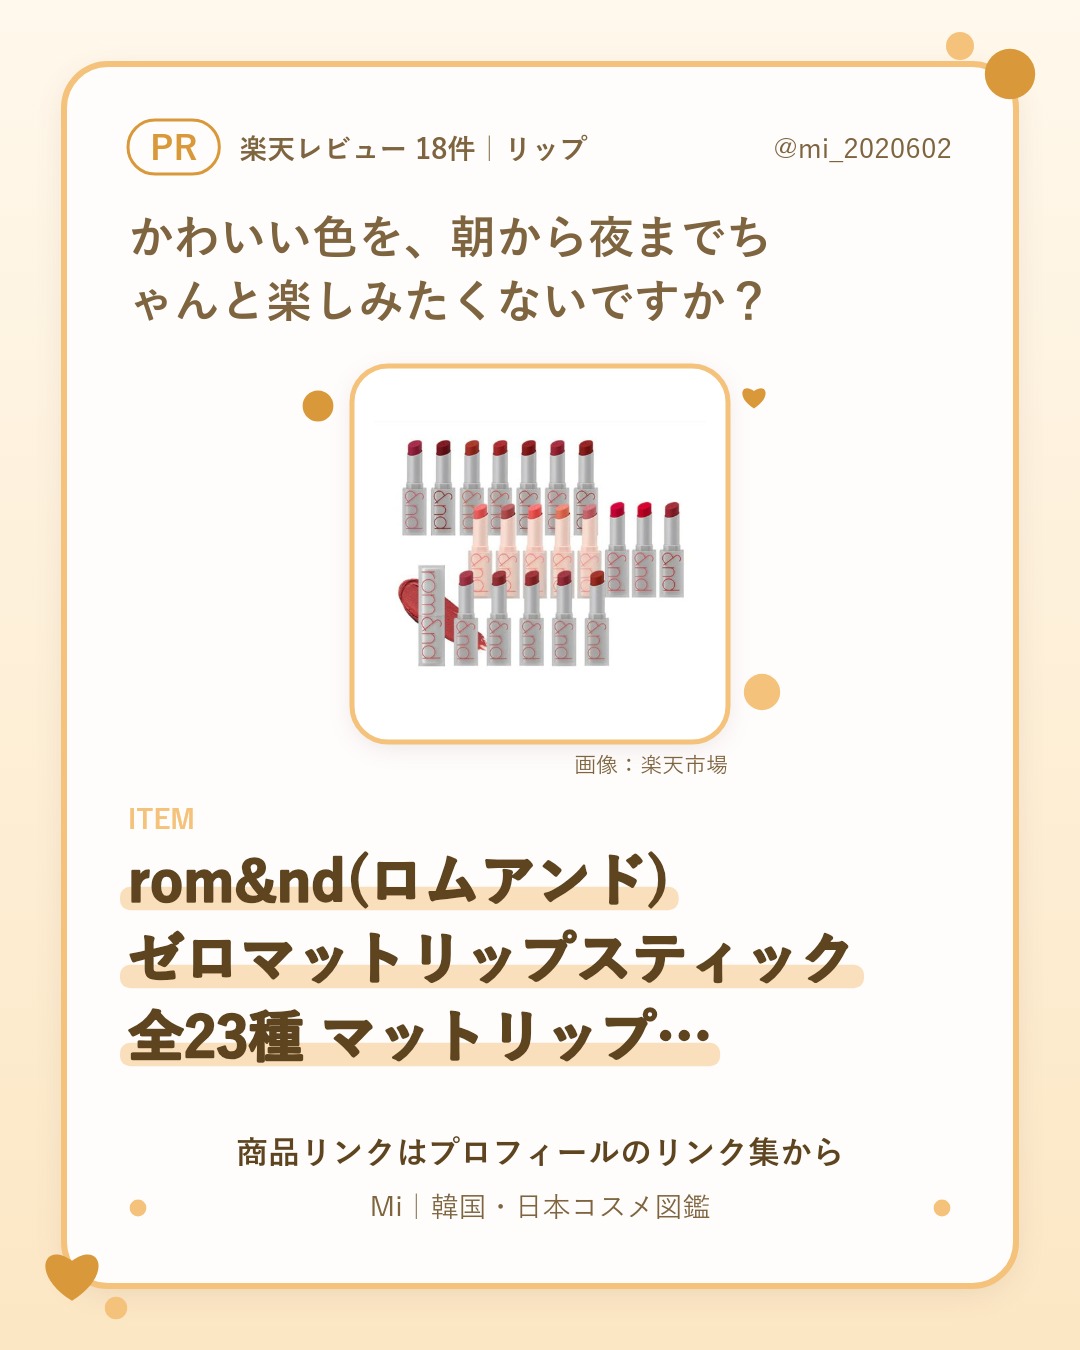 PR 楽天レビュー 18件｜リップ @mi_2020602
かわいい色を、朝から夜までち
ゃんと楽しみたくないですか？
rom&nd
&nd
画像：楽天市場
ITEM
rom&nd(ロムアンド)
ゼロマットリップスティック
全23種 マットリップ…
商品リンクはプロフィールのリンク集から
Mi｜韓国・日本コスメ図鑑